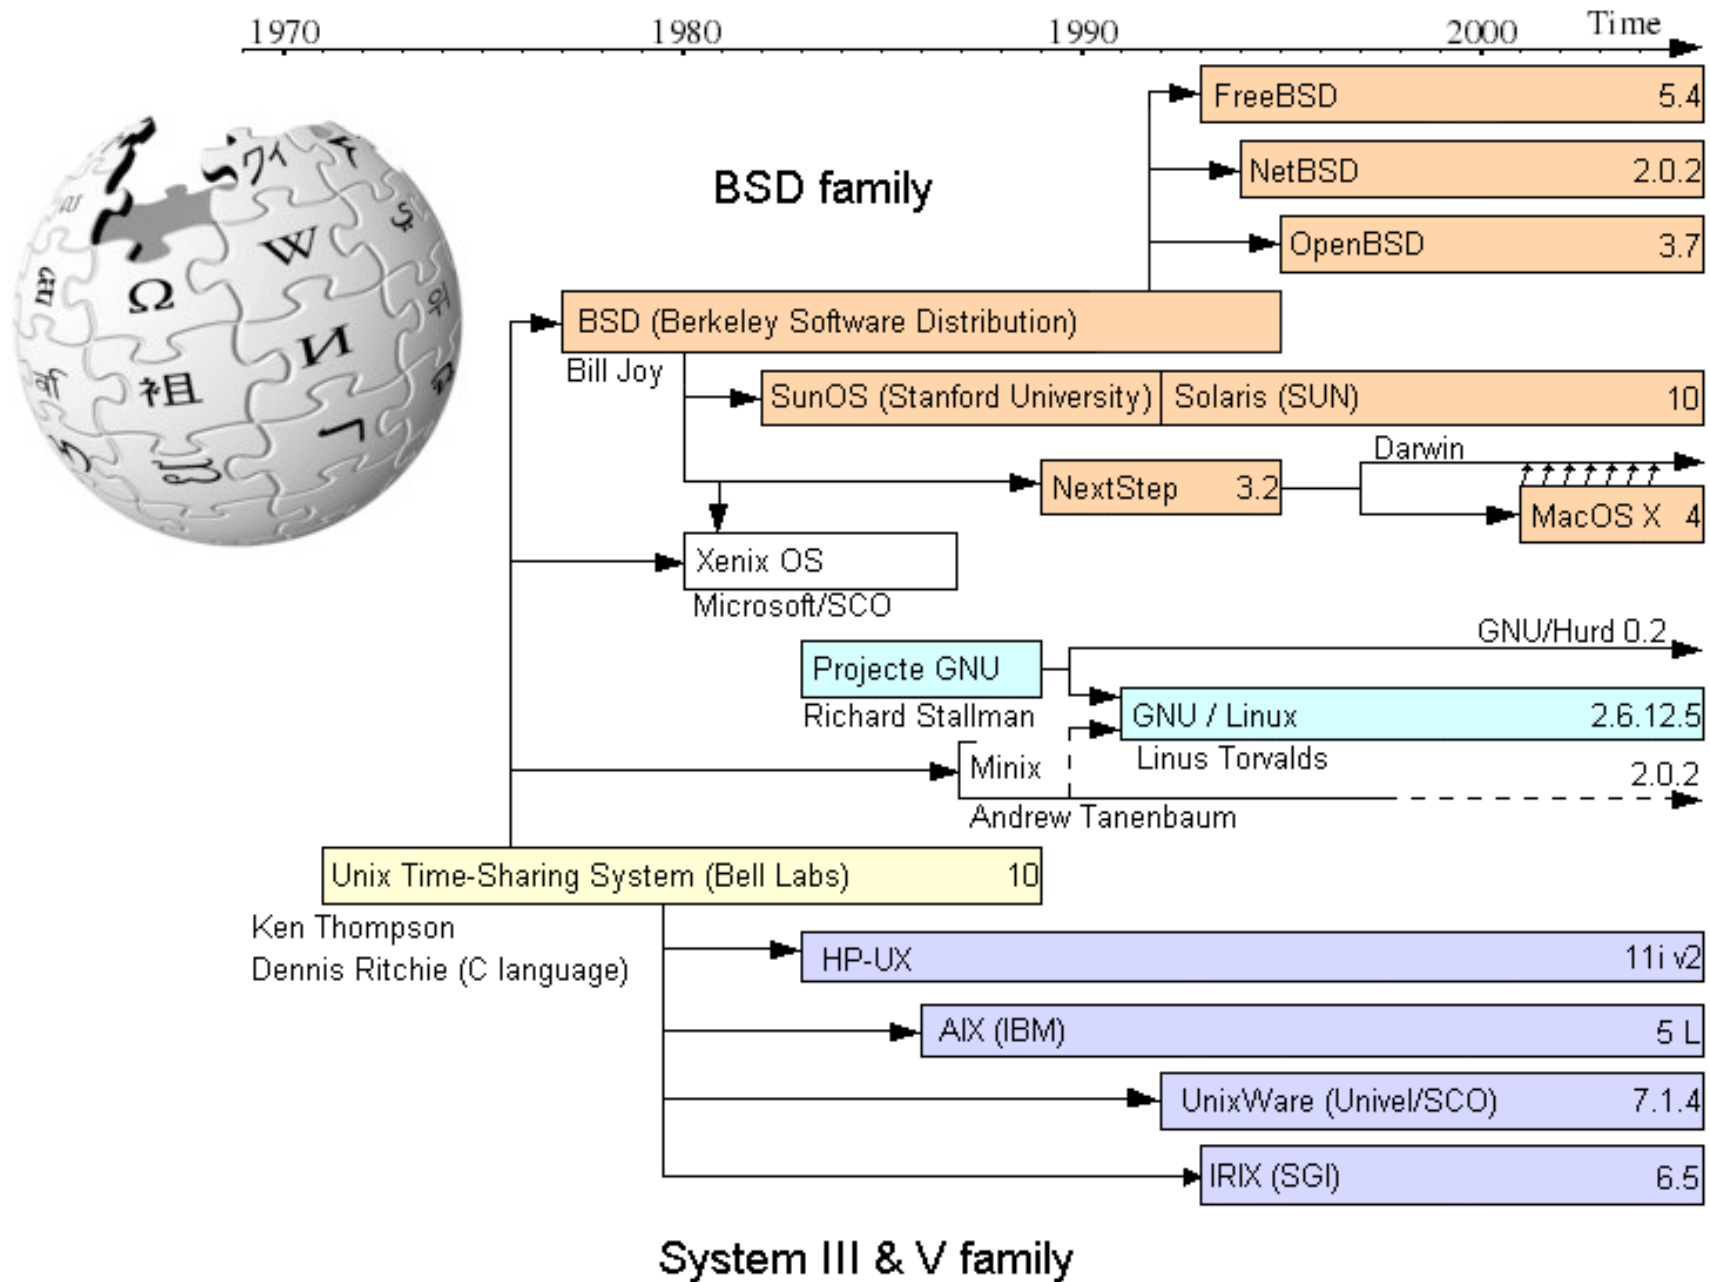 1970 1980 1990 2000 Time
FreeBSD 5.4
NetBSD 2.0.2
BSD family
OpenBSD 3.7
BSD (Berkeley Software Distribution)
Bill Joy
SunOS (Stanford University) Solaris (SUN) 10
Darwin
NextStep 3.2
MacOS X 4
Xenix OS
Microsoft/SCO
GNU/Hurd 0.2
Projecte GNU
Richard Stallman
GNU / Linux 2.6.12.5
Linus Torvalds
Minix 2.0.2
Andrew Tanenbaum
Unix Time-Sharing System (Bell Labs) 10
Ken Thompson
Dennis Ritchie (C language)
HP-UX 11i v2
AIX (IBM) 5 L
UnixWare (Univel/SCO) 7.1.4
IRIX (SGI) 6.5
System III & V family
Ω
W
И
祖
ワィ